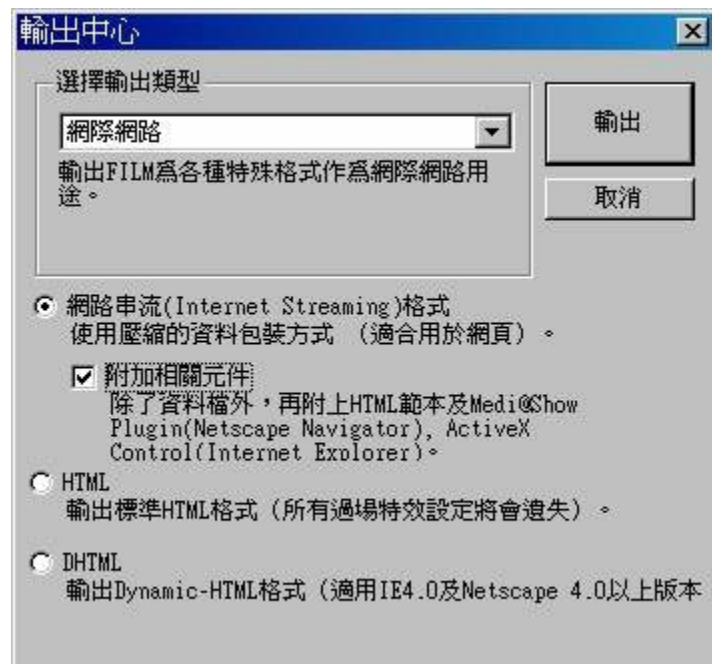 輸出中心
選擇輸出類型
網際網路
輸出FILM為各種特殊格式作為網際網路用
途。
輸出
取消
網路串流(Internet Streaming)格式
使用壓縮的資料包裝方式 （適合用於網頁）。
附加相關元件
除了資料檔外，再附上HTML範本及Medi@Show
Plugin(Netscape Navigator), ActiveX
Control(Internet Explorer)。
HTML
輸出標準HTML格式（所有過場特效設定將會遺失）。
DHTML
輸出Dynamic-HTML格式（適用IE4.0及Netscape 4.0以上版本